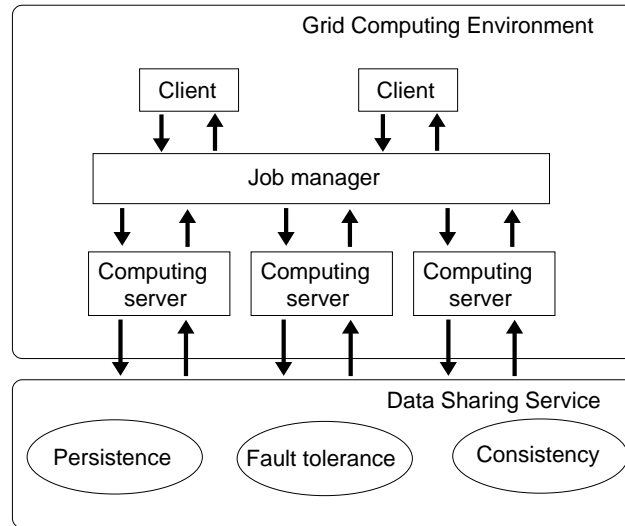 Grid Computing Environment
Client
Client
Job manager
Computing
server
Computing
server
Computing
server
Data Sharing Service
Persistence
Fault tolerance
Consistency